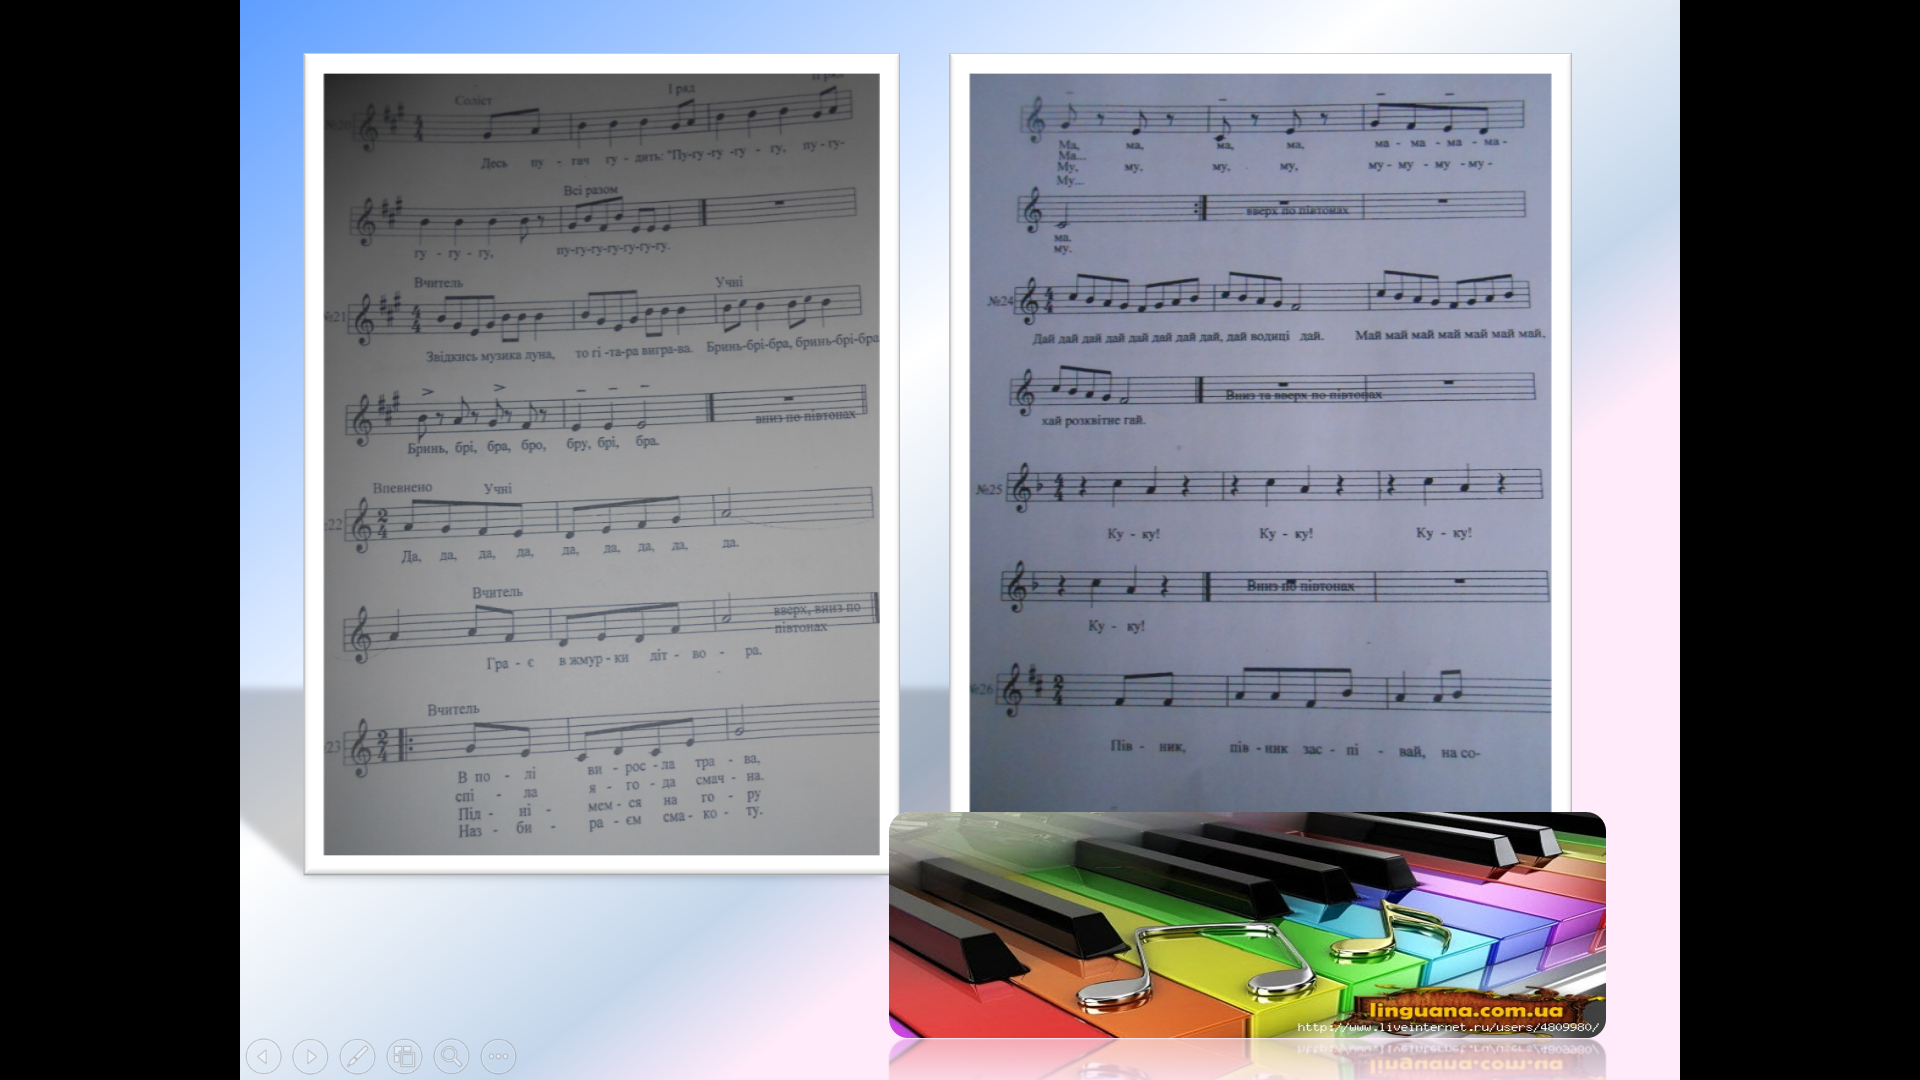 Соліст
І ряд
ІІ ряд
№20
Десь пу - гач гу - дить: "Пу-гу -гу -гу - гу, пу - гу-
Всі разом
гу - гу - гу, пу-гу-гу-гу-гу-гу-гу.
Вчитель Учні
№21
Звідкись музика луна, то гі -та-ра вигра-ва. Бринь-брі-бра, бринь-брі-бра
вниз по півтонах
Бринь, брі, бра, бро, бру, брі, бра.
Впевнено Учні
22
Да, да, да, да, да, да, да, да, да.
Вчитель
вверх, вниз по
півтонах
Гра - є в жмур - ки діт - во - ра.
Вчитель
23
В по - лі ви - рос - ла тра - ва,
спі - ла я - го - да смач - на.
Під - ні - мем - ся на го - ру
Наз - би - ра - єм сма - ко - ту.
Ма, ма, ма, ма, ма - ма - ма - ма -
Ма...
Му, му, му, му, му - му - му - му -
Му...
вверх по півтонах
ма.
му.
№24
Дай дай дай дай дай дай дай дай, дай водиці дай. Май май май май май май май май.
Вниз та вверх по півтонах
хай розквітне гай.
№25
Ку - ку! Ку - ку! Ку - ку!
Вниз по півтонах
Ку - ку!
№26
Пів - ник, пів - ник зас - пі - вай, на со-
linguana.com.ua
http://www.liveinternet.ru/users/4809980/